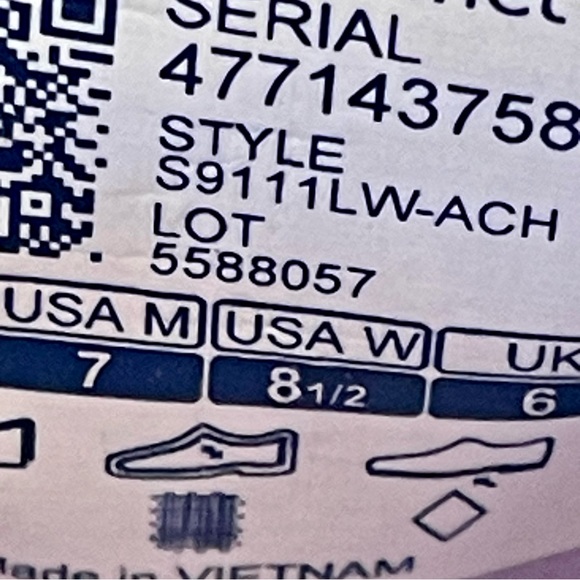 SERIAL
477143758
STYLE
S9111LW-ACH
LOT
5588057
USA M USA W UK
7 8 1/2 6
Made in VIETNAM